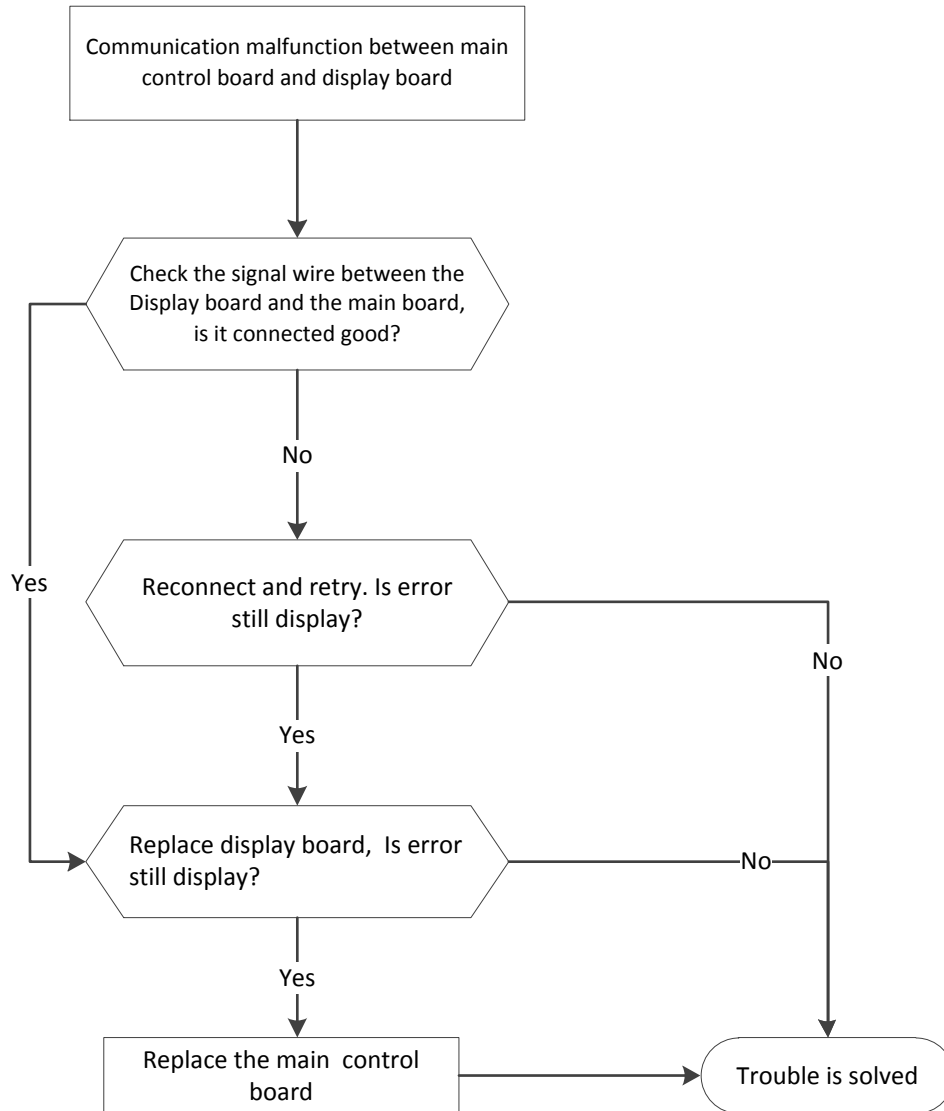 Communication malfunction between main
control board and display board
Check the signal wire between the
Display board and the main board,
is it connected good?
No
Yes
Reconnect and retry. Is error
still display?
No
Yes
Replace display board, Is error
still display?
No
Yes
Replace the main control
board
Trouble is solved